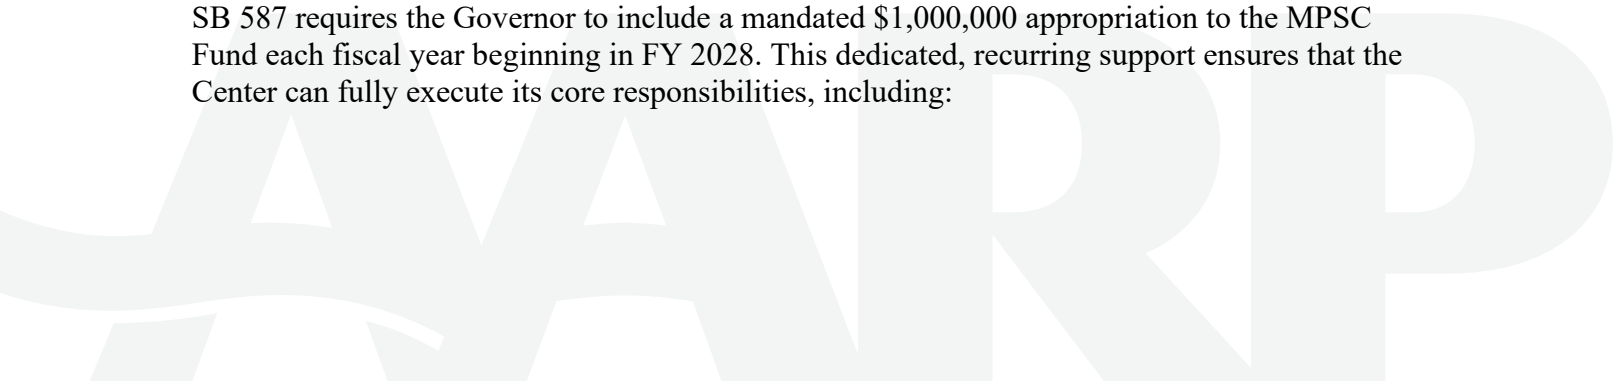 SB 587 requires the Governor to include a mandated $1,000,000 appropriation to the MPSC
Fund each fiscal year beginning in FY 2028. This dedicated, recurring support ensures that the
Center can fully execute its core responsibilities, including:
AARP